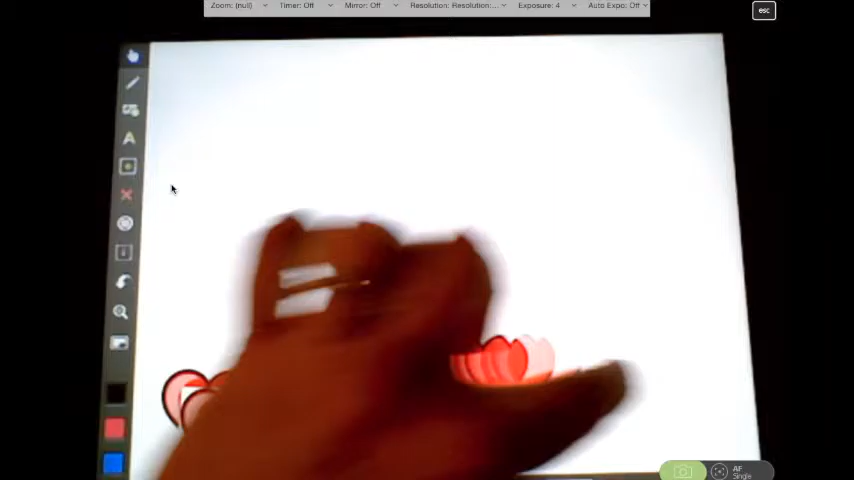 Zoom: (null) Timer: Off Mirror: Off Resolution: Resolution:... Exposure: 4 Auto Expo: Off
esc
A
AF
Single